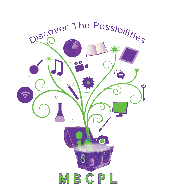 Discover The Possibilities
MBCPL